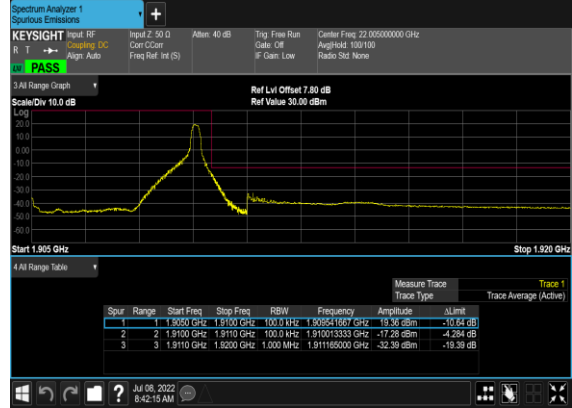 Spectrum Analyzer 1
Spurious Emissions
+
KEYSIGHT Input: RF Input Z: 50 Ω Atten: 40 dB Trig: Free Run Center Freq: 22.005000000 GHz
R T Coupling: DC Corr CCorr Gate: Off Avg|Hold: 100/100
Align: Auto Freq Ref: Int (S) IF Gain: Low Radio Std: None
LW PASS
3 All Range Graph
Ref Lvl Offset 7.80 dB
Scale/Div 10.0 dB Ref Value 30.00 dBm
Log
20.0
10.0
0.00
-10.0
-20.0
-30.0
-40.0
-50.0
-60.0
Start 1.905 GHz Stop 1.920 GHz
4 All Range Table
Measure Trace Trace 1
Trace Type Trace Average (Active)
Spur Range Start Freq Stop Freq RBW Frequency Amplitude ΔLimit
1 1 1.9050 GHz 1.9100 GHz 100.0 kHz 1.909541667 GHz 19.36 dBm -10.64 dB
2 2 1.9100 GHz 1.9110 GHz 100.0 kHz 1.910013333 GHz -17.28 dBm -4.284 dB
3 3 1.9110 GHz 1.9200 GHz 1.000 MHz 1.911165000 GHz -32.39 dBm -19.39 dB
? Jul 08, 2022
8:42:15 AM